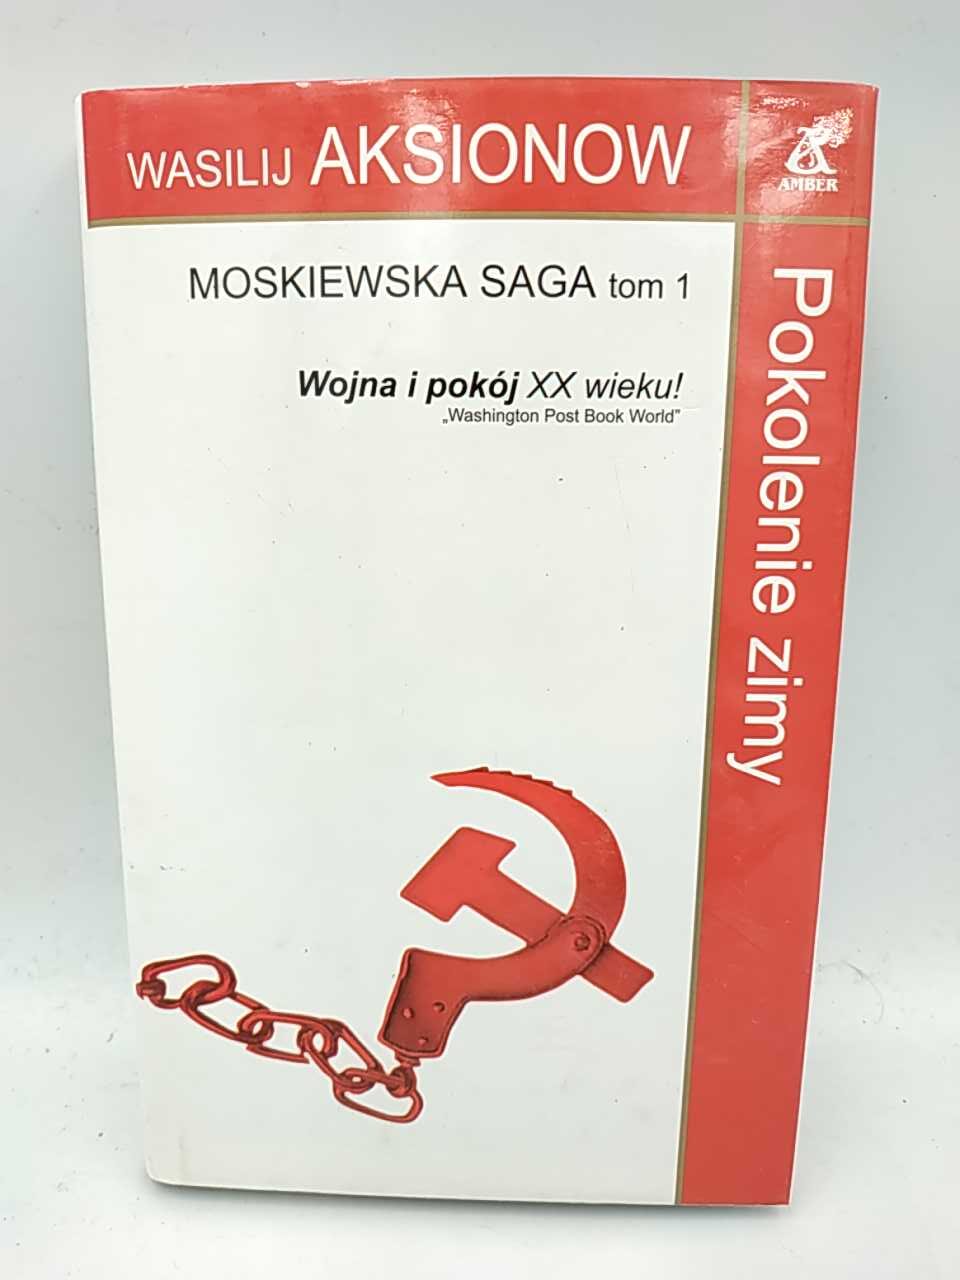 WASILIJ AKSIONOW
AMBER
MOSKIEWSKA SAGA tom 1
Wojna i pokój XX wieku!
„Washington Post Book World”
Pokolenie zimy